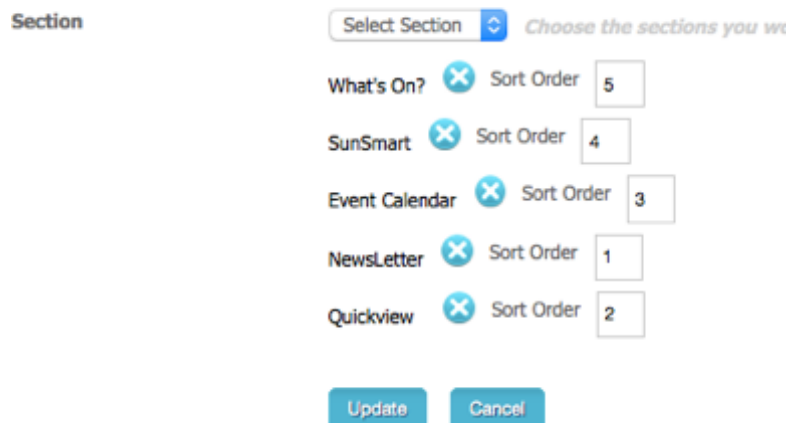 Section Select Section Choose the sections you
What's On? Sort Order 5
SunSmart Sort Order 4
Event Calendar Sort Order 3
NewsLetter Sort Order 1
Quickview Sort Order 2
Update Cancel